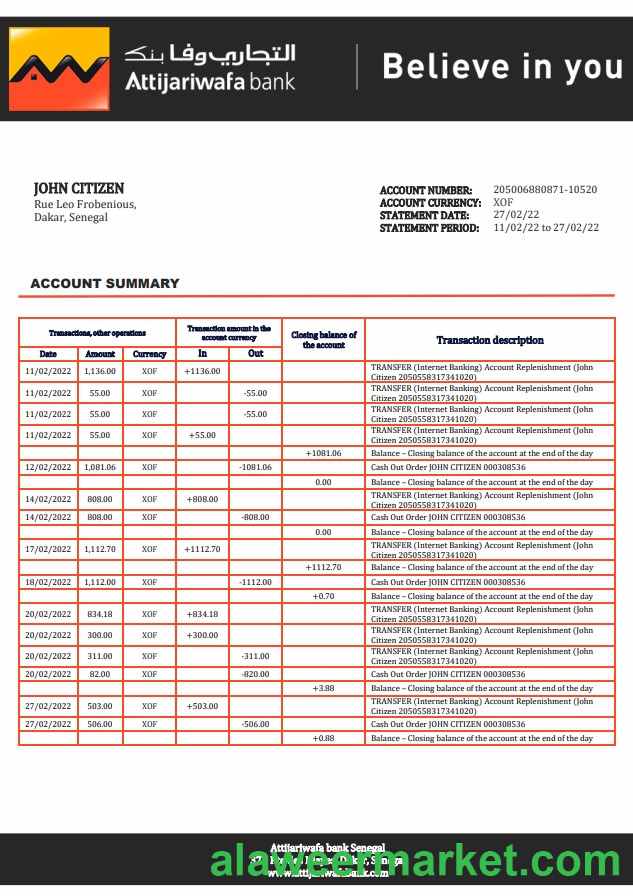 التجاري وفا بنك
Attijariwafa bank
Believe in you
JOHN CITIZEN
Rue Leo Frobenious,
Dakar, Senegal
ACCOUNT NUMBER: 205006880871-10520
ACCOUNT CURRENCY: XOF
STATEMENT DATE: 27/02/22
STATEMENT PERIOD: 11/02/22 to 27/02/22
ACCOUNT SUMMARY
Transactions, other operations
Transaction amount in the
account currency
Closing balance of
the account
Transaction description
Date Amount Currency In Out
11/02/2022 1,136.00 XOF +1136.00 TRANSFER (Internet Banking) Account Replenishment (John
Citizen 2050558317341020)
11/02/2022 55.00 XOF -55.00 TRANSFER (Internet Banking) Account Replenishment (John
Citizen 2050558317341020)
11/02/2022 55.00 XOF -55.00 TRANSFER (Internet Banking) Account Replenishment (John
Citizen 2050558317341020)
11/02/2022 55.00 XOF +55.00 TRANSFER (Internet Banking) Account Replenishment (John
Citizen 2050558317341020)
+1081.06 Balance – Closing balance of the account at the end of the day
12/02/2022 1,081.06 XOF -1081.06 Cash Out Order JOHN CITIZEN 000308536
0.00 Balance – Closing balance of the account at the end of the day
14/02/2022 808.00 XOF +808.00 TRANSFER (Internet Banking) Account Replenishment (John
Citizen 2050558317341020)
14/02/2022 808.00 XOF -808.00 Cash Out Order JOHN CITIZEN 000308536
0.00 Balance – Closing balance of the account at the end of the day
17/02/2022 1,112.70 XOF +1112.70 TRANSFER (Internet Banking) Account Replenishment (John
Citizen 2050558317341020)
+1112.70 Balance – Closing balance of the account at the end of the day
18/02/2022 1,112.00 XOF -1112.00 Cash Out Order JOHN CITIZEN 000308536
+0.70 Balance – Closing balance of the account at the end of the day
20/02/2022 834.18 XOF +834.18 TRANSFER (Internet Banking) Account Replenishment (John
Citizen 2050558317341020)
20/02/2022 300.00 XOF +300.00 TRANSFER (Internet Banking) Account Replenishment (John
Citizen 2050558317341020)
20/02/2022 311.00 XOF -311.00 TRANSFER (Internet Banking) Account Replenishment (John
Citizen 2050558317341020)
20/02/2022 82.00 XOF -820.00 Cash Out Order JOHN CITIZEN 000308536
+3.88 Balance – Closing balance of the account at the end of the day
27/02/2022 503.00 XOF +503.00 TRANSFER (Internet Banking) Account Replenishment (John
Citizen 2050558317341020)
27/02/2022 506.00 XOF -506.00 Cash Out Order JOHN CITIZEN 000308536
+0.88 Balance – Closing balance of the account at the end of the day
Attijariwafa bank Senegal
Dakar, Senegal
www.attijariwafabank.com
alaweermarket.com